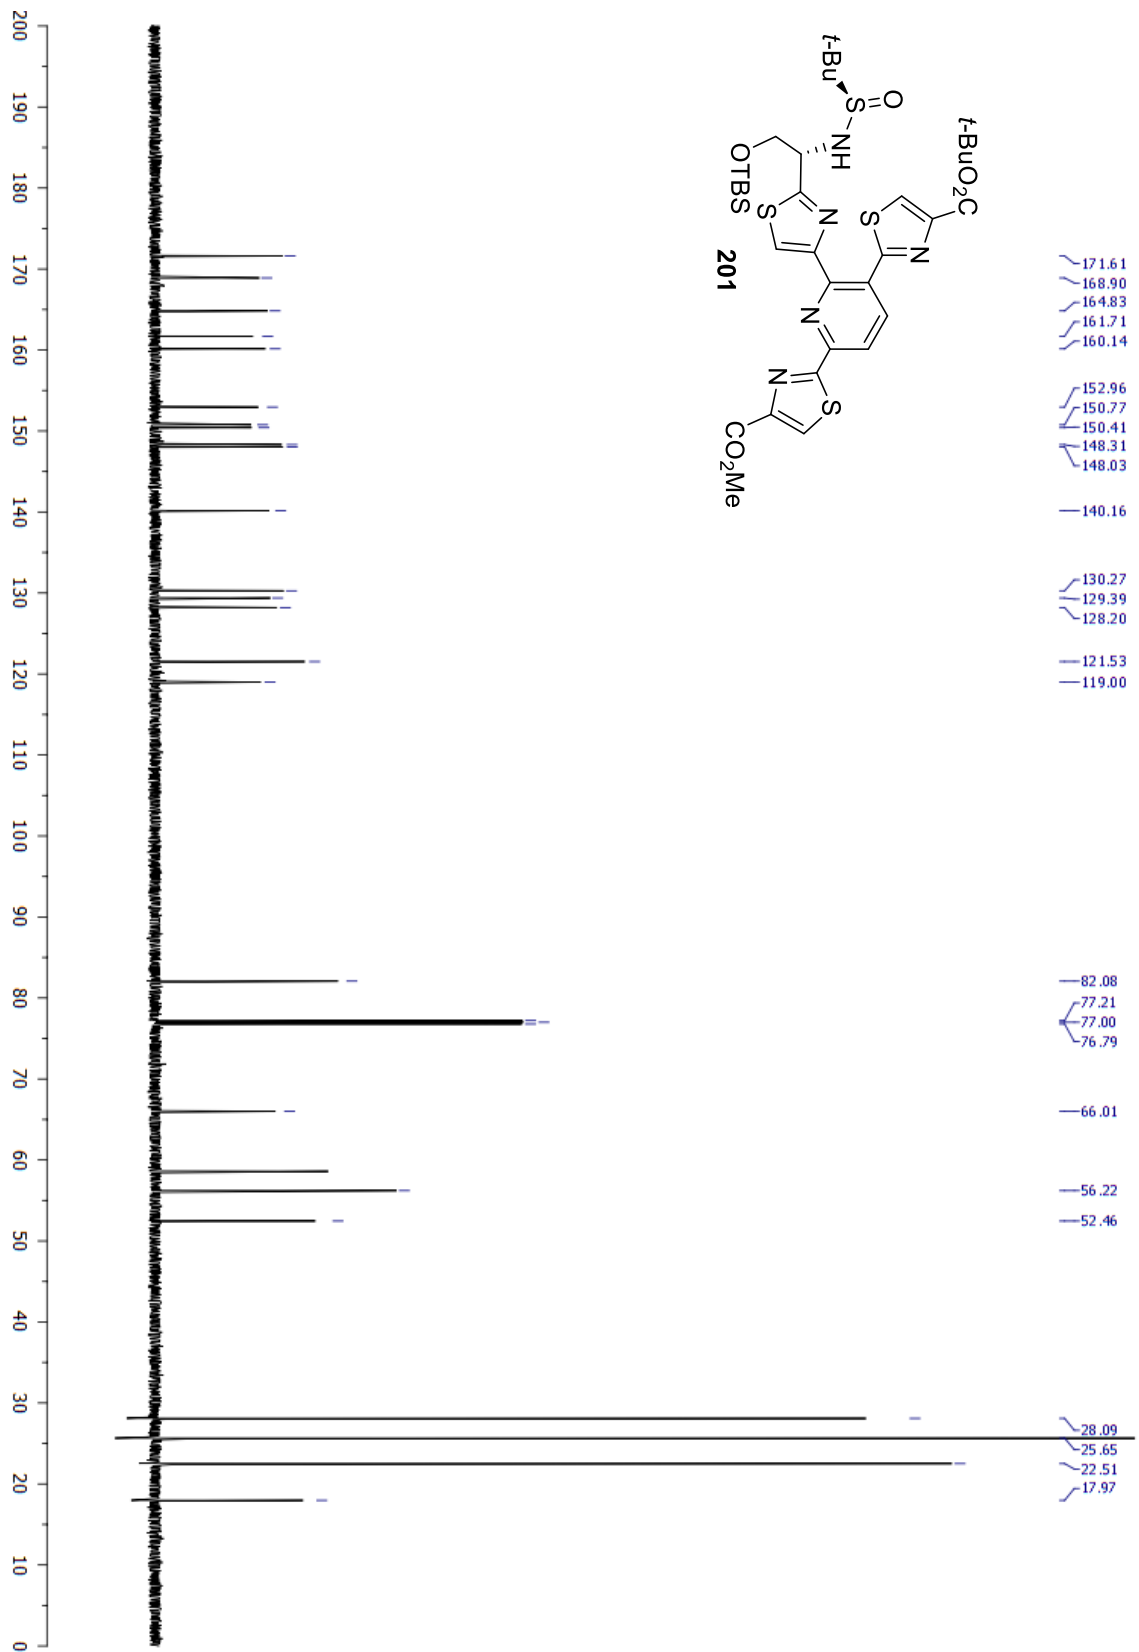 t-BuO2C
O
t-Bu
S
NH
OTBS
S
N
S
N
N
N
S
CO2Me
201
171.61
168.90
164.83
161.71
160.14
152.96
150.77
150.41
148.31
148.03
140.16
130.27
129.39
128.20
121.53
119.00
82.08
77.21
77.00
76.79
66.01
56.22
52.46
28.09
25.65
22.51
17.97
200 190 180 170 160 150 140 130 120 110 100 90 80 70 60 50 40 30 20 10 0